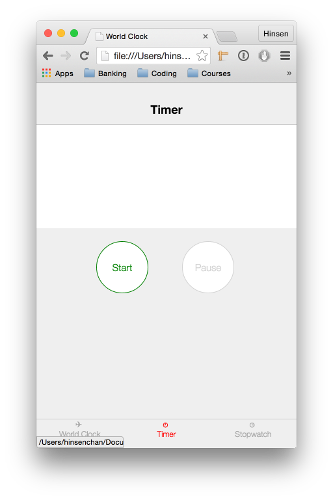 World Clock
Hinsen
file:///Users/hins...
Apps Banking Coding Courses »
Timer
Start Pause
World Clock Timer Stopwatch
/Users/hinsenchan/Docu